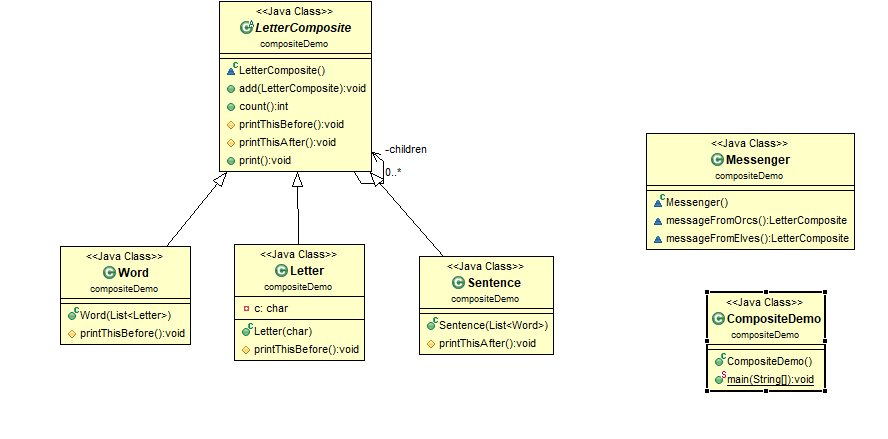 <<Java Class>>
LetterComposite
compositeDemo
LetterComposite()
add(LetterComposite):void
count():int
printThisBefore():void
printThisAfter():void
print():void
-children
0..*
<<Java Class>>
Messenger
compositeDemo
Messenger()
messageFromOrcs():LetterComposite
messageFromElves():LetterComposite
<<Java Class>>
Word
compositeDemo
Word(List<Letter>)
printThisBefore():void
<<Java Class>>
Letter
compositeDemo
c: char
Letter(char)
printThisBefore():void
<<Java Class>>
Sentence
compositeDemo
Sentence(List<Word>)
printThisAfter():void
<<Java Class>>
CompositeDemo
compositeDemo
CompositeDemo()
main(String[]):void